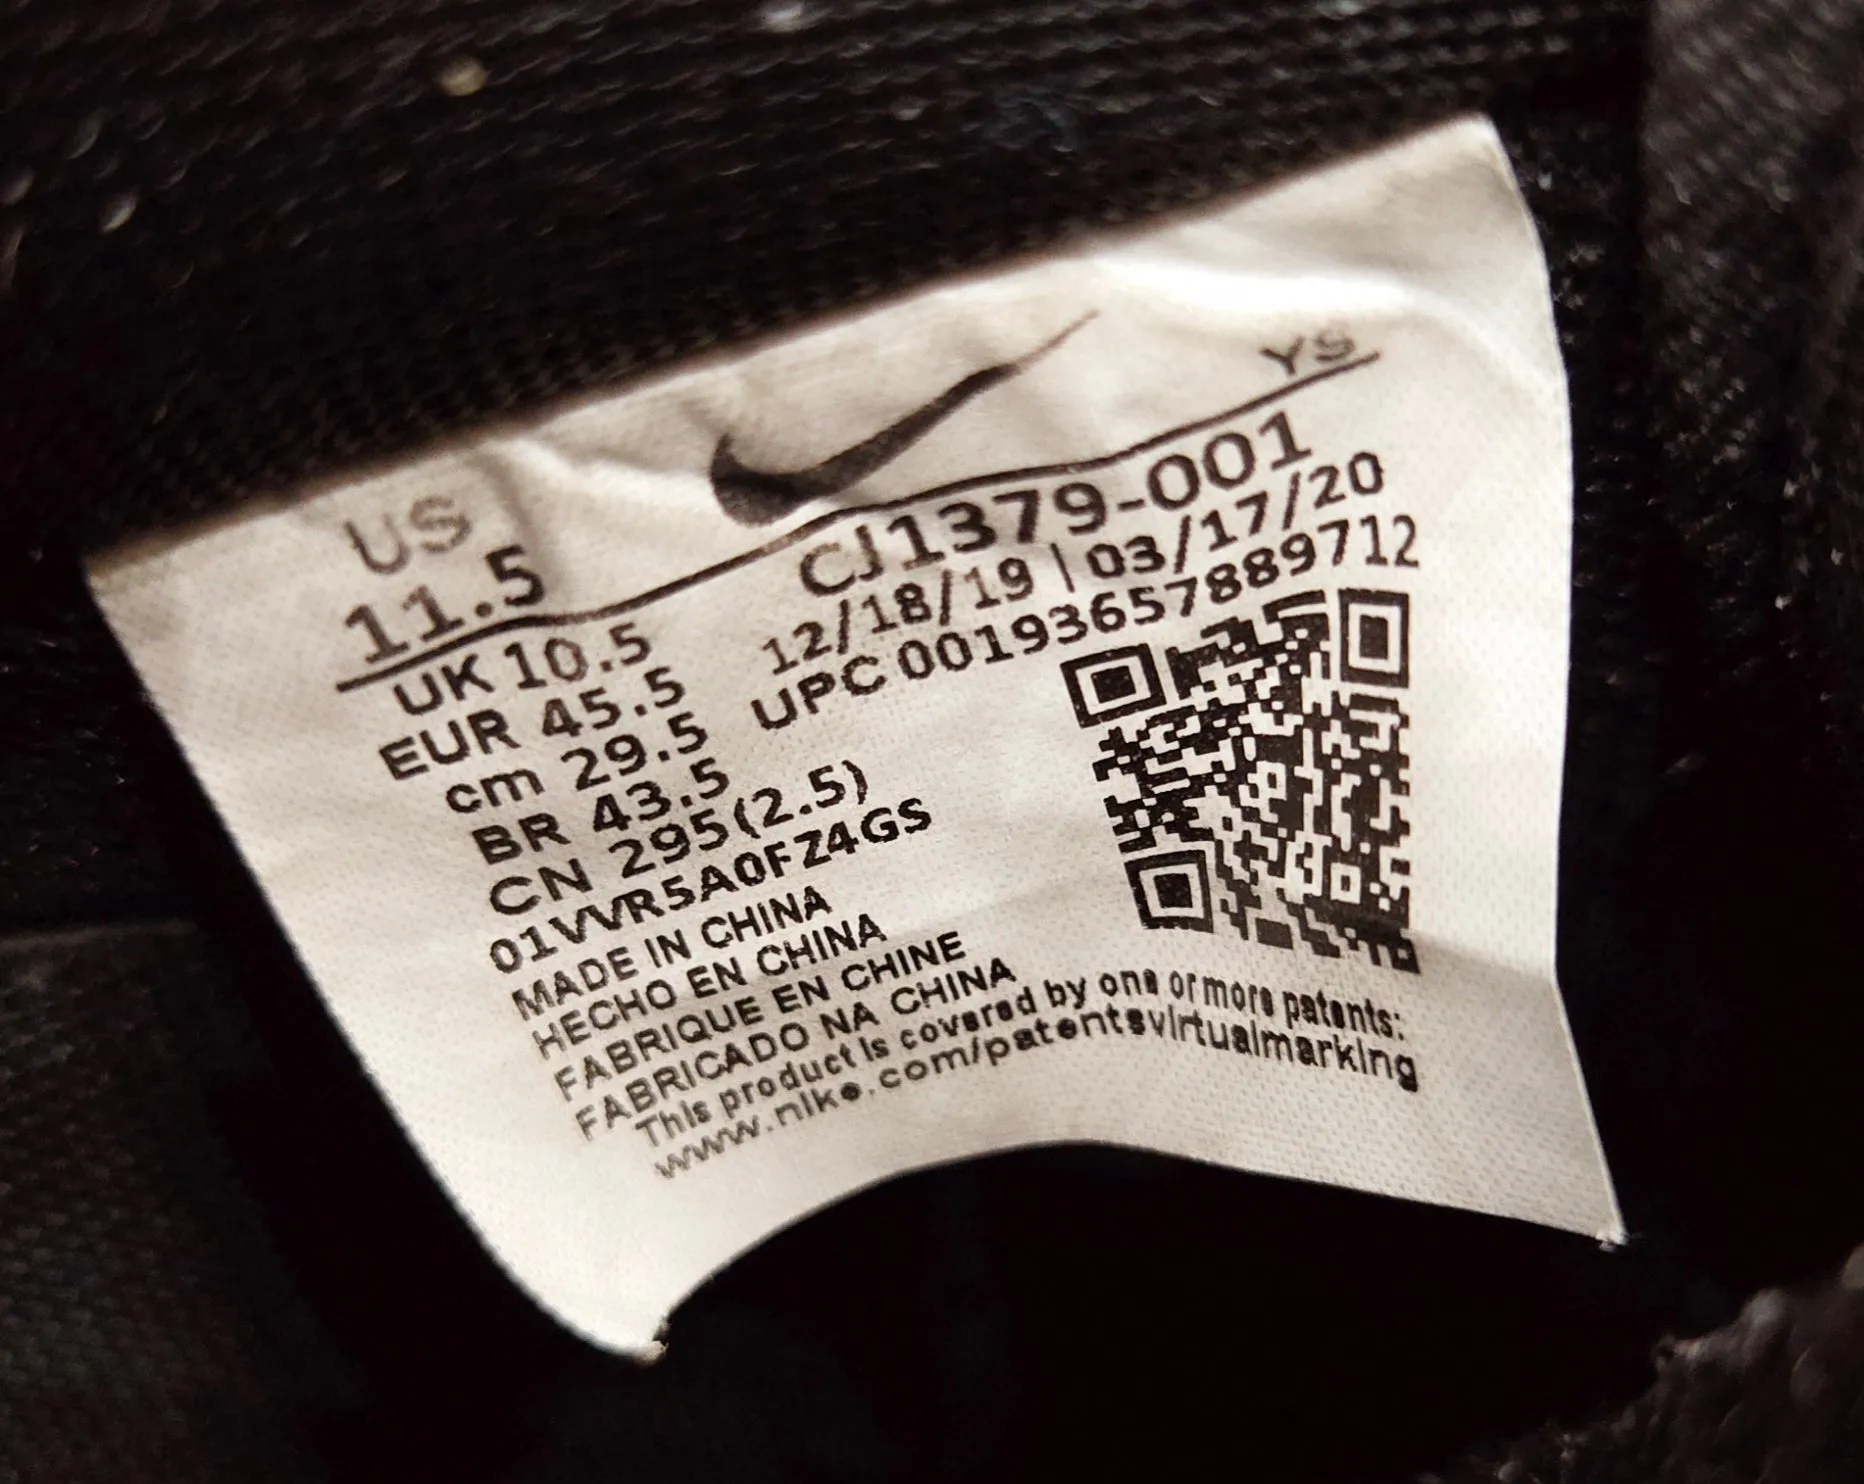 YS
US
11.5
CJ1379-001
12/18/19 | 03/17/20
UPC 00193657889712
UK 10.5
EUR 45.5
cm 29.5
BR 43.5
CN 295(2.5)
01VVR5A0FZ4GS
MADE IN CHINA
HECHO EN CHINA
FABRIQUE EN CHINE
FABRICADO NA CHINA
This product is covered by one or more patents:
www.nike.com/patentsvirtualmarking